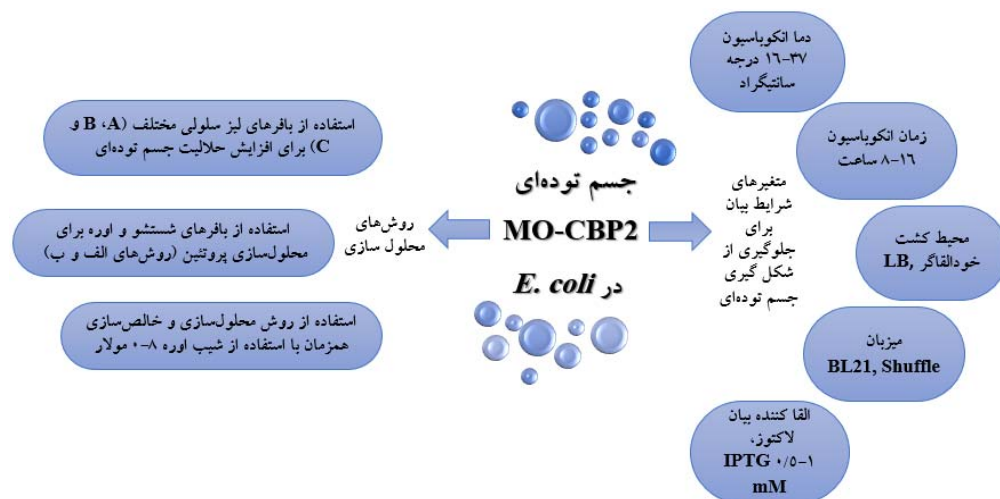 دما انکوباسیون
۱۶-۳۷ درجه
سانتیگراد
زمان انکوباسیون
۸-۱۶ ساعت
محیط کشت
خودالقاگر ,LB
میزبان
BL21, Shuffle
القا کننده بیان
لاکتوز،
IPTG ۰/۵-۱
mM
متغیرهای
شرایط بیان
برای
جلوگیری از
شکل گیری
جسم توده‌ای
جسم توده‌ای
MO-CBP2
در E. coli
روش‌های
محلول سازی
استفاده از بافرهای لیز سلولی مختلف (A، B و
C) برای افزایش حلالیت جسم توده‌ای
استفاده از بافرهای شستشو و اوره برای
محلول‌سازی پروتئین (روش‌های الف و ب)
استفاده از روش محلول‌سازی و خالص‌سازی
همزمان با استفاده از شیب اوره ۸-۰ مولار